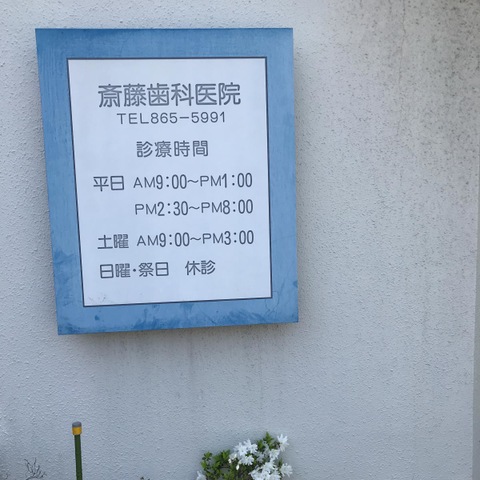 斎藤歯科医院
TEL865-5991
診療時間
平日 AM9:00~PM1:00
PM2:30~PM8:00
土曜 AM9:00~PM3:00
日曜・祭日 休診